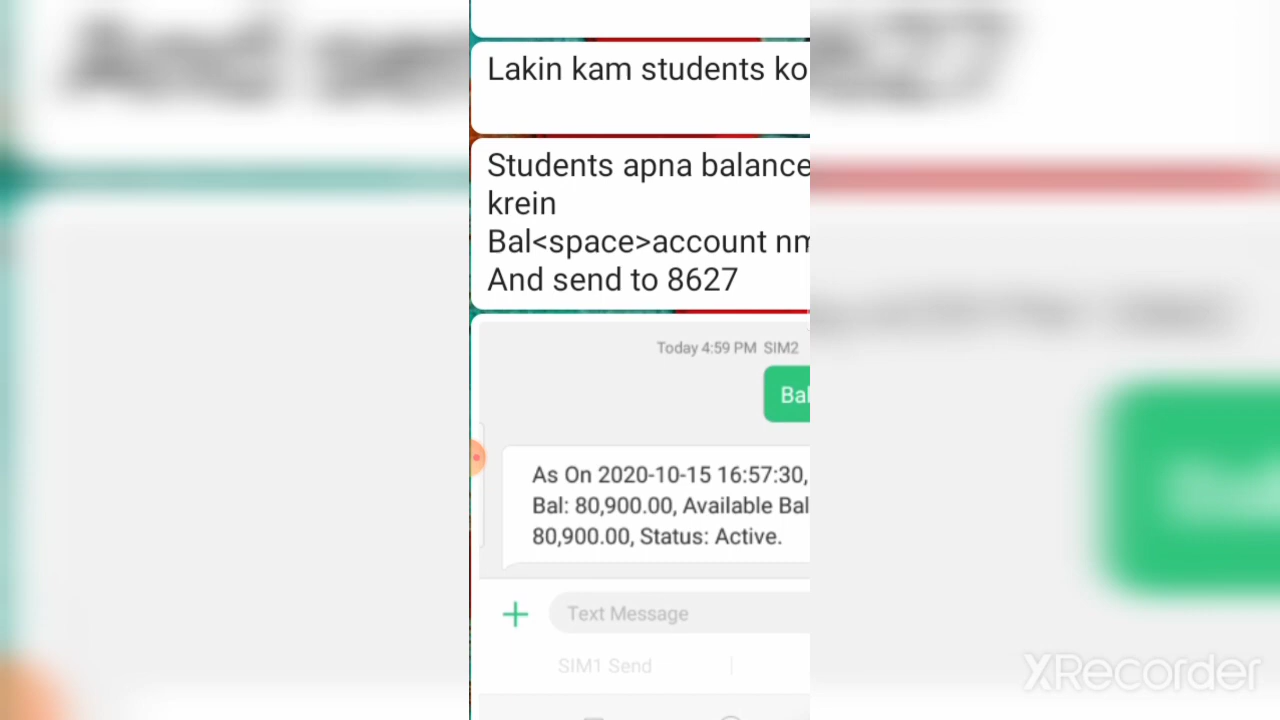 Lakin kam students ko
Students apna balance
krein
Bal<space>account
And send to 8627
Today 4:59 PM SIM2
Bal
As On 2020-10-15 16:57:30,
Bal: 80,900.00, Available Bal
80,900.00, Status: Active.
Text Message
SIM1 Send
XRecorder